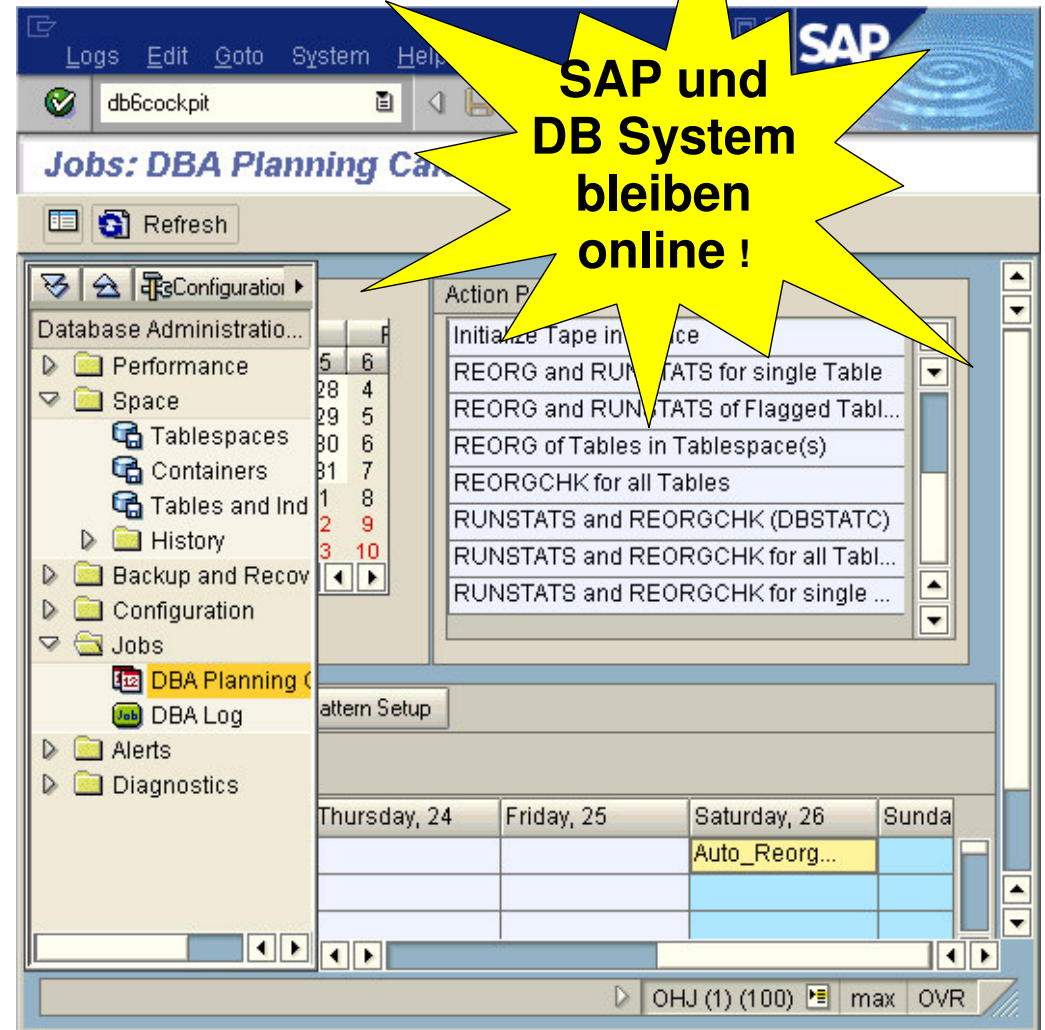 Logs Edit Goto System Help
SAP
SAP und
DB System
bleiben
online !
db6cockpit
Jobs: DBA Planning
Refresh
Configuratio
Database Administratio...
Performance
Space
Tablespaces
Containers
Tables and Ind
History
Backup and Recov
Configuration
Jobs
DBA Planning
DBA Log
Alerts
Diagnostics
F
5 6
28 4
29 5
30 6
31 7
1 8
2 9
3 10
Action P
Initialize Tape in
REORG and RUNSTATS for single Table
REORG and RUNSTATS of Flagged Tabl...
REORG of Tables in Tablespace(s)
REORGCHK for all Tables
RUNSTATS and REORGCHK (DBSTATC)
RUNSTATS and REORGCHK for all Tabl...
RUNSTATS and REORGCHK for single ...
attern Setup
Thursday, 24 Friday, 25 Saturday, 26 Sunda
Auto_Reorg...
OHJ (1) (100) max OVR